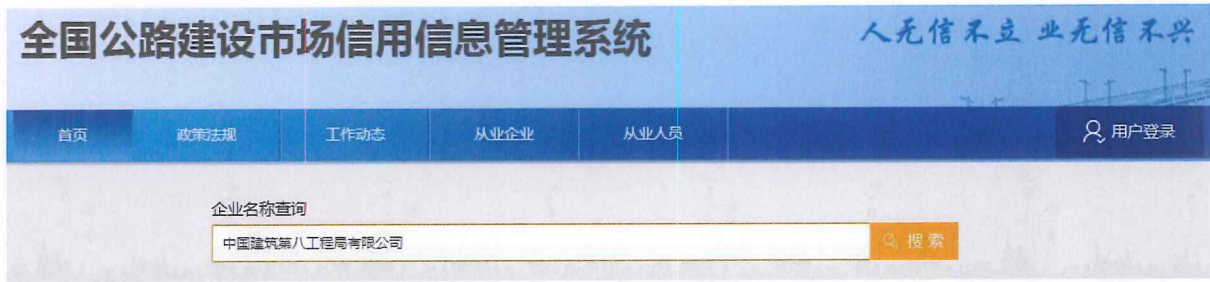 全国公路建设市场信用信息管理系统
人无信不立 业无信不兴
首页 政策法规 工作动态 从业企业 从业人员 用户登录
企业名称查询
中国建筑第八工程局有限公司 搜索